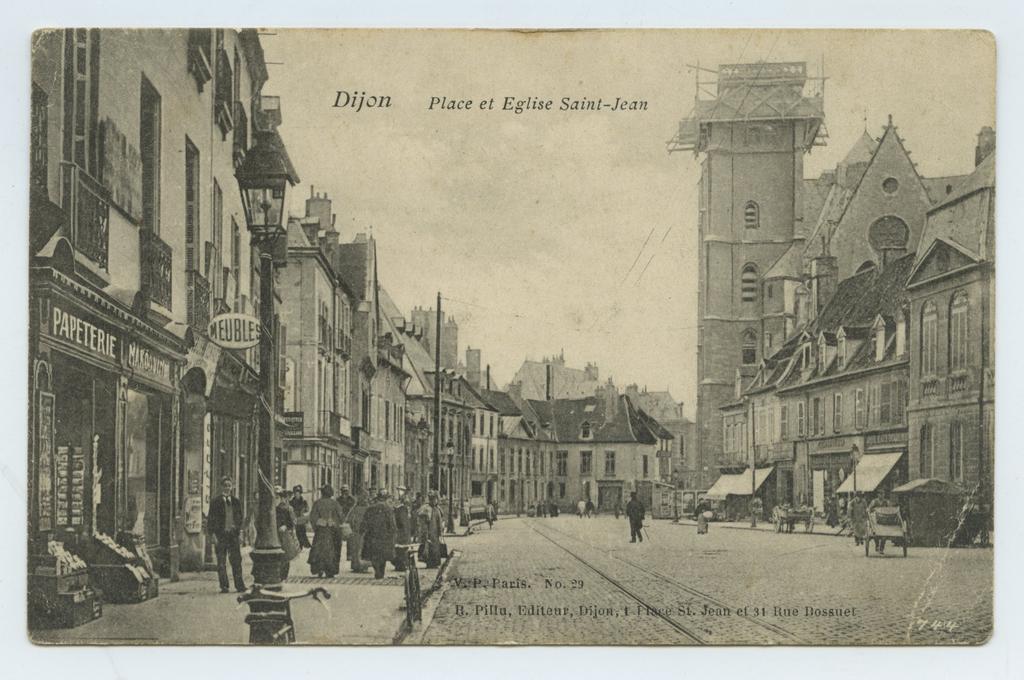 Dijon Place et Eglise Saint-Jean
PAPETERIE
MEUBLES
V. P. Paris. No. 29
B. Pillu, Editeur, Dijon, 1 Place St. Jean et 31 Rue Bossuet
1744